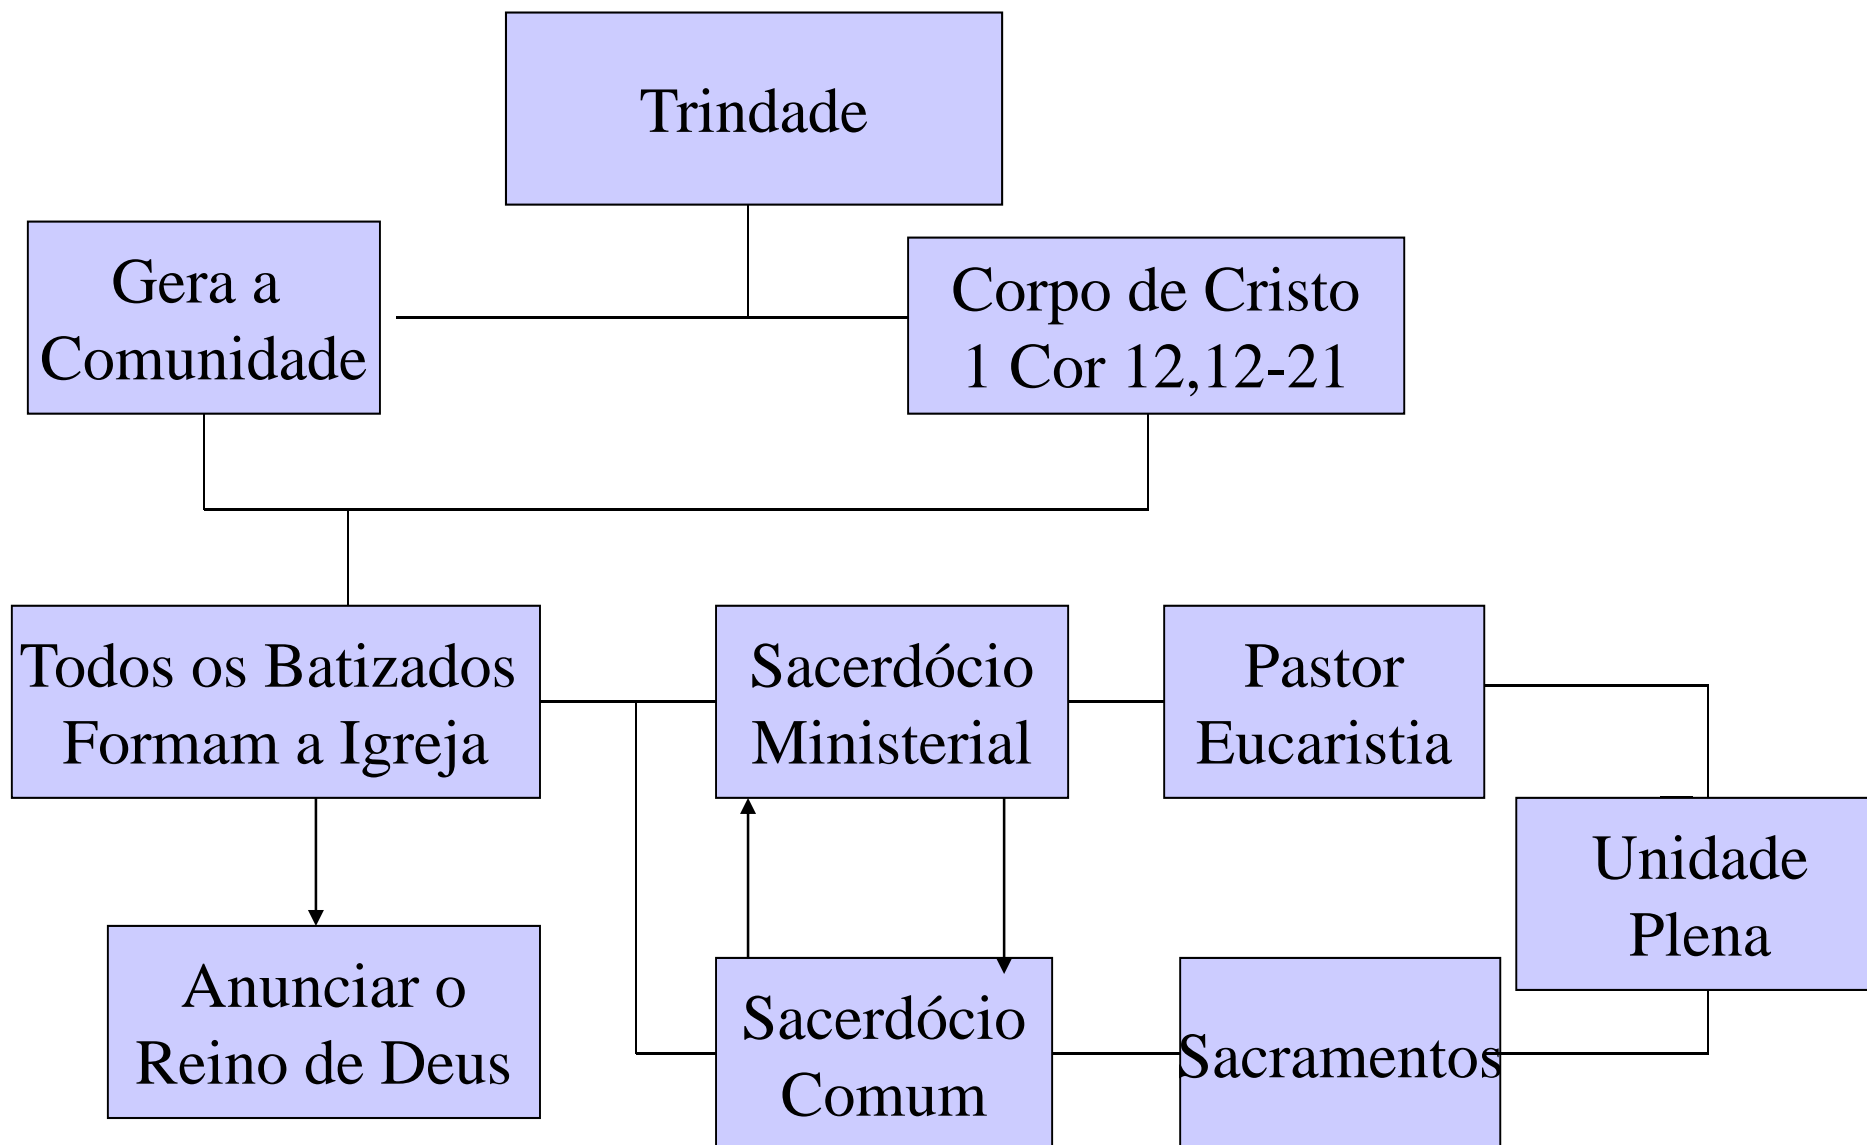 Trindade
Gera a
Comunidade
Corpo de Cristo
1 Cor 12,12-21
Todos os Batizados
Formam a Igreja
Sacerdócio
Ministerial
Pastor
Eucaristia
Unidade
Plena
Anunciar o
Reino de Deus
Sacerdócio
Comum
Sacramentos